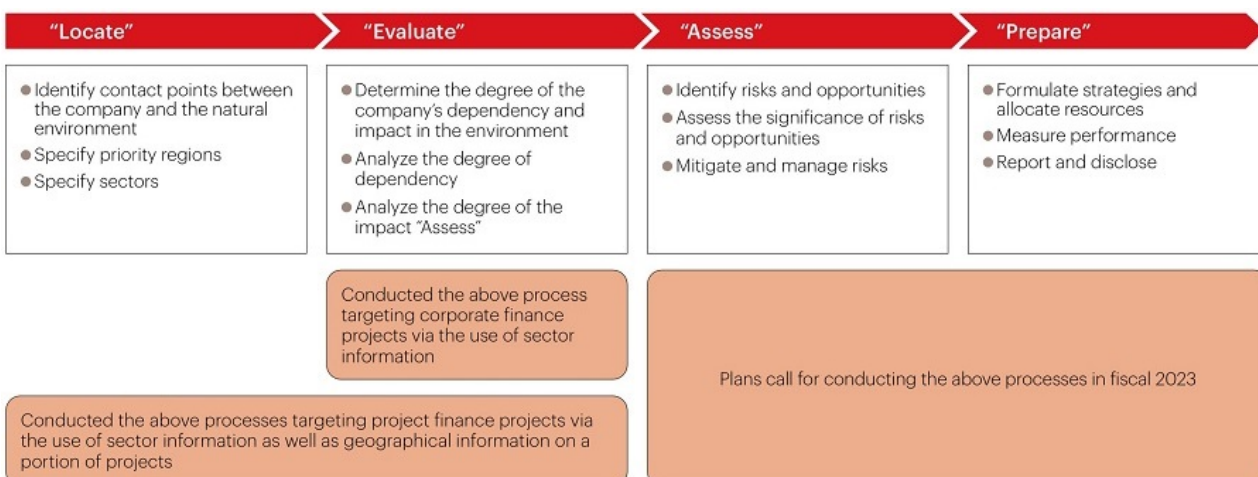 “Locate”
“Evaluate”
“Assess”
“Prepare”
Identify contact points between
the company and the natural
environment
Specify priority regions
Specify sectors
Determine the degree of the
company’s dependency and
impact in the environment
Analyze the degree of
dependency
Analyze the degree of the
impact “Assess”
Identify risks and opportunities
Assess the significance of risks
and opportunities
Mitigate and manage risks
Formulate strategies and
allocate resources
Measure performance
Report and disclose
Conducted the above process
targeting corporate finance
projects via the use of sector
information
Plans call for conducting the above processes in fiscal 2023
Conducted the above processes targeting project finance projects via
the use of sector information as well as geographical information on a
portion of projects